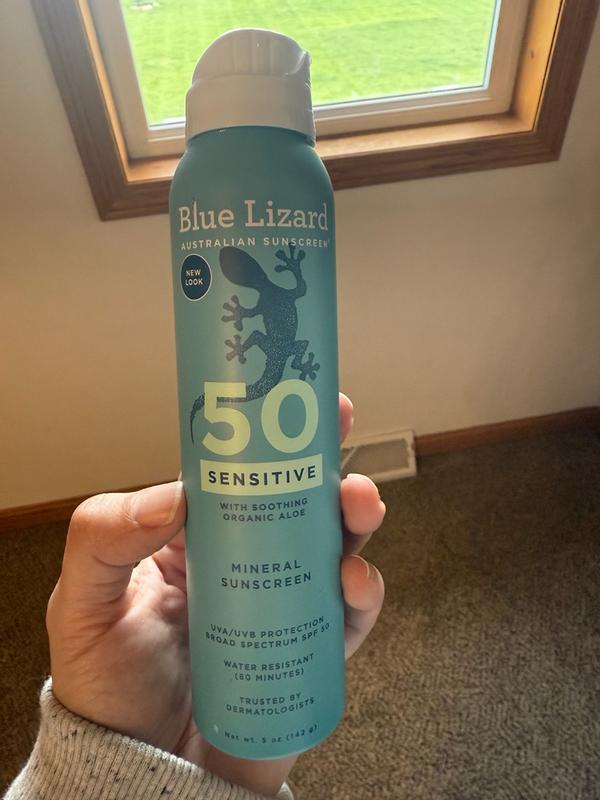 Blue Lizard
AUSTRALIAN SUNSCREEN®
NEW
LOOK
50
SENSITIVE
WITH SOOTHING
ORGANIC ALOE
MINERAL
SUNSCREEN
UVA/UVB PROTECTION
BROAD SPECTRUM SPF 50
WATER RESISTANT
(80 MINUTES)
TRUSTED BY
DERMATOLOGISTS
Net wt. 5 oz (142 g)